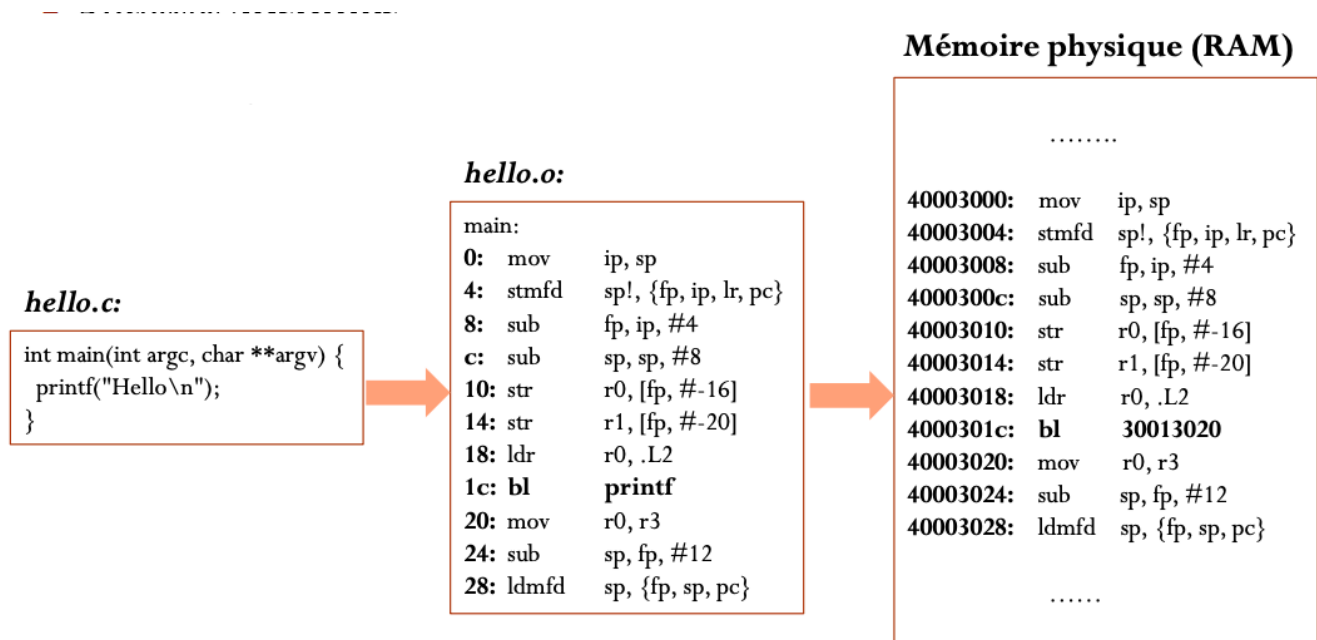 Mémoire physique (RAM)
........
40003000: mov ip, sp
40003004: stmfd sp!, {fp, ip, lr, pc}
40003008: sub fp, ip, #4
4000300c: sub sp, sp, #8
40003010: str r0, [fp, #-16]
40003014: str r1, [fp, #-20]
40003018: ldr r0, .L2
4000301c: bl 30013020
40003020: mov r0, r3
40003024: sub sp, fp, #12
40003028: ldmfd sp, {fp, sp, pc}
......
hello.o:
main:
0: mov ip, sp
4: stmfd sp!, {fp, ip, lr, pc}
8: sub fp, ip, #4
c: sub sp, sp, #8
10: str r0, [fp, #-16]
14: str r1, [fp, #-20]
18: ldr r0, .L2
1c: bl printf
20: mov r0, r3
24: sub sp, fp, #12
28: ldmfd sp, {fp, sp, pc}
hello.c:
int main(int argc, char **argv) {
printf("Hello\n");
}